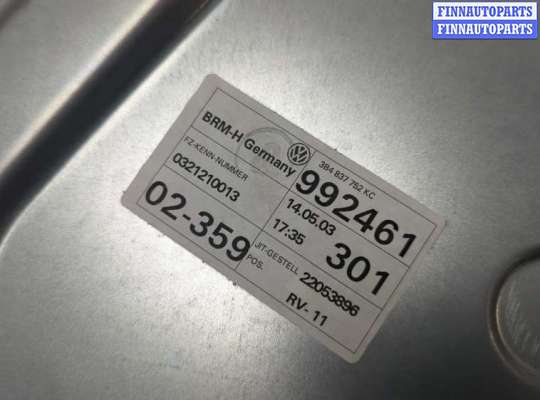 FINNAUTOPARTS
FINNAUTOPARTS
BRM-H Germany
3B4 837 752 KC
FZ-KENN-NUMMER
992461
0321210013
14.05.03
301
02-359
17:35
POS.
JIT-GESTELL 22053896
RV- 11